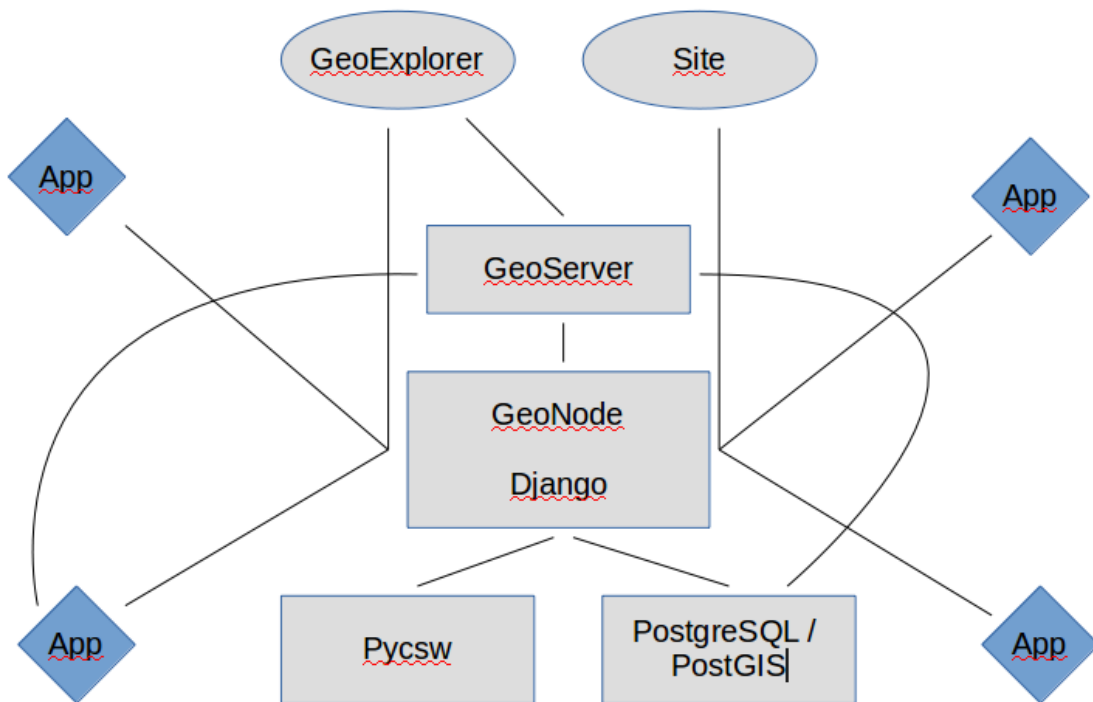 GeoExplorer
Site
App
App
GeoServer
GeoNode
Django
App
Pycsw
PostgreSQL /
PostGIS
App